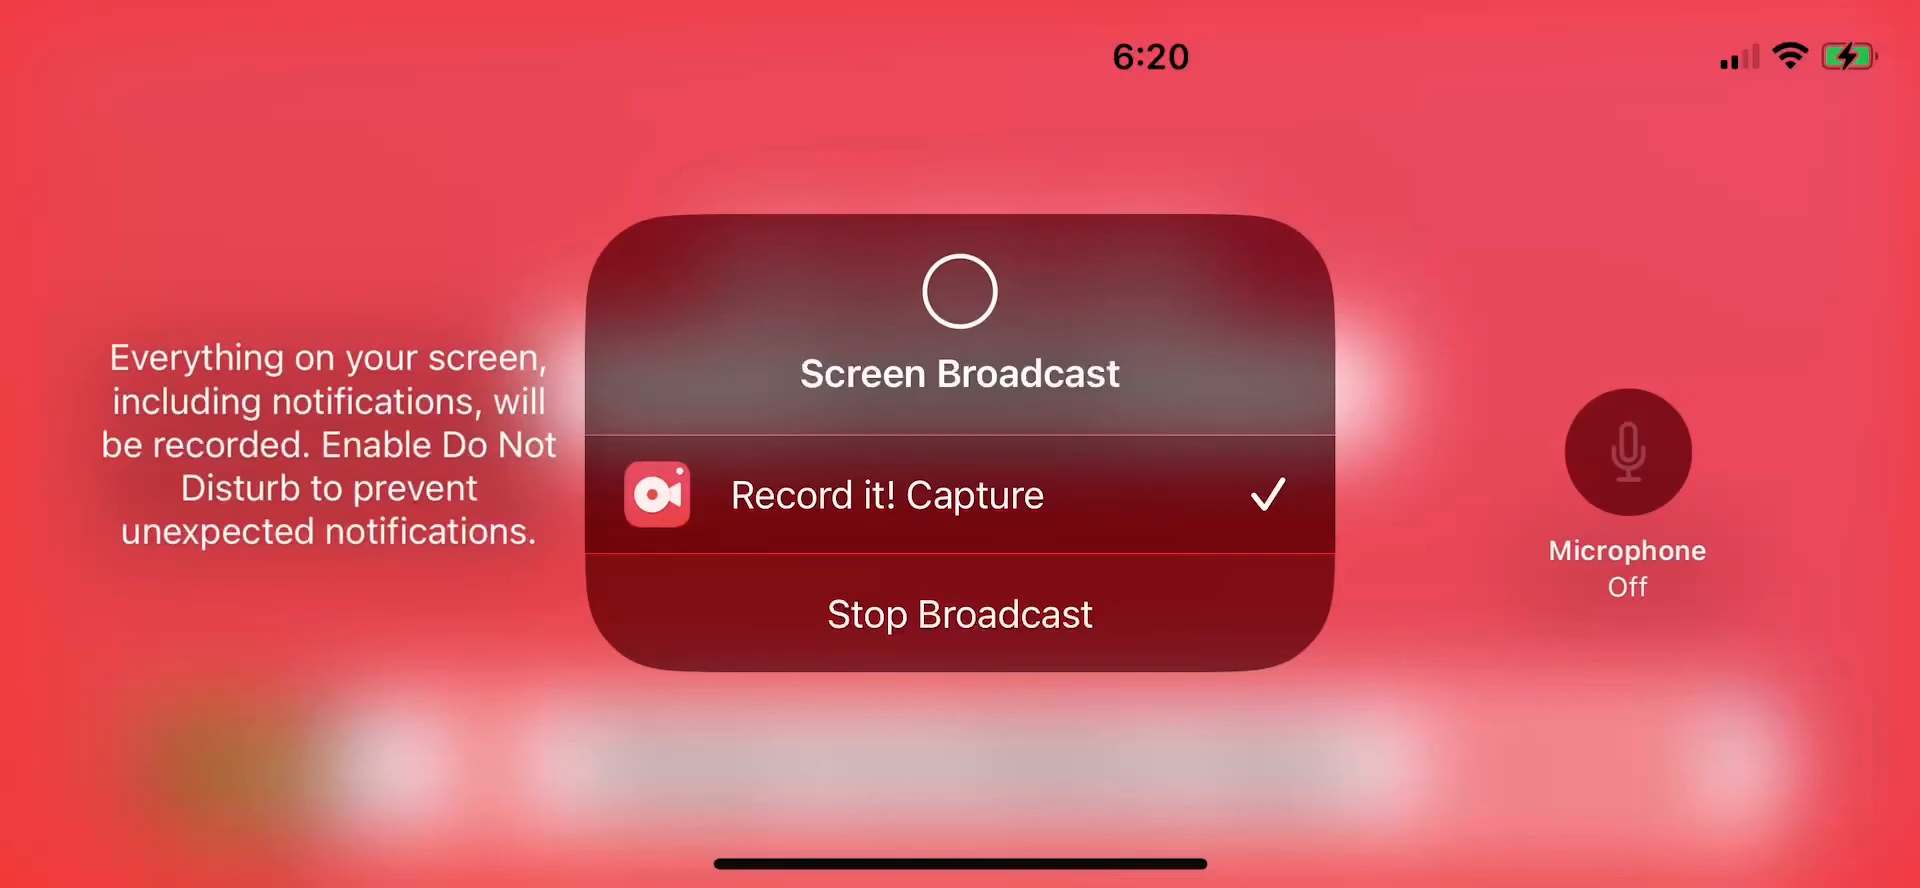 6:20
Everything on your screen,
including notifications, will
be recorded. Enable Do Not
Disturb to prevent
unexpected notifications.
Screen Broadcast
Record it! Capture
Stop Broadcast
Microphone
Off